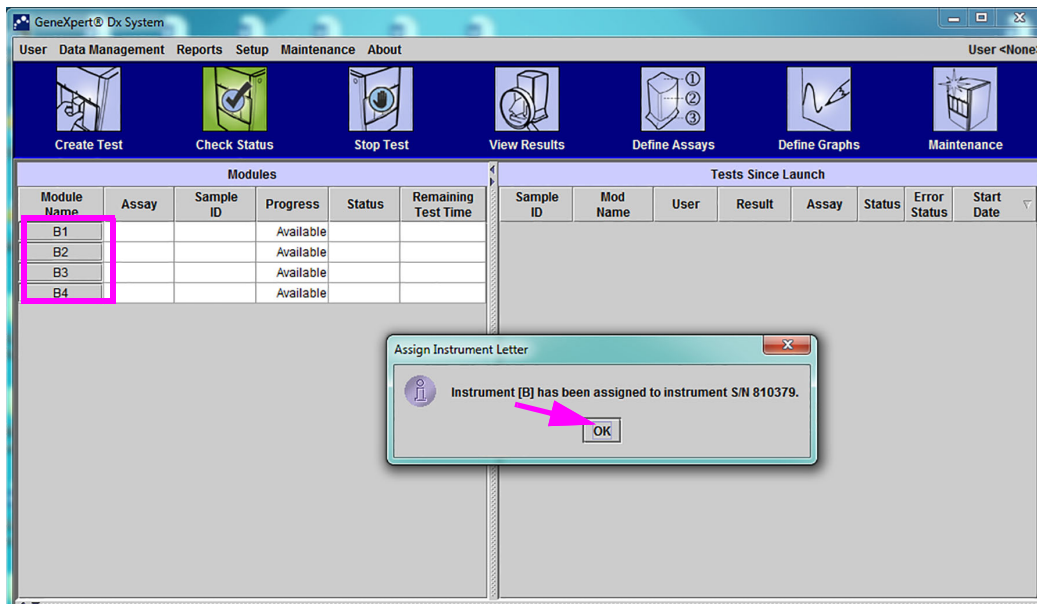 GeneXpert® Dx System
User Data Management Reports Setup Maintenance About User <None>
Create Test Check Status Stop Test View Results Define Assays Define Graphs Maintenance
Modules Tests Since Launch
Module Name Assay Sample ID Progress Status Remaining Test Time Sample ID Mod Name User Result Assay Status Error Status Start Date
B1 Available
B2 Available
B3 Available
B4 Available
Assign Instrument Letter
Instrument [B] has been assigned to instrument S/N 810379.
OK